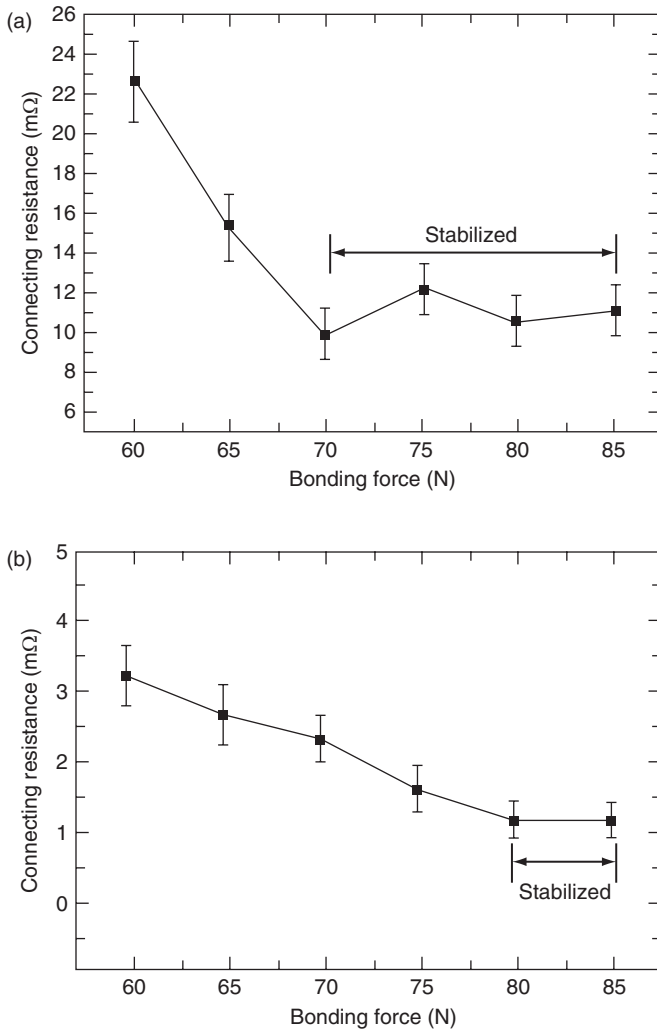 (a)
26
24
22
20
18
16
14
12
10
8
6
Connecting resistance (mΩ)
Stabilized
60 65 70 75 80 85
Bonding force (N)
(b)
5
4
3
2
1
0
Connecting resistance (mΩ)
Stabilized
60 65 70 75 80 85
Bonding force (N)